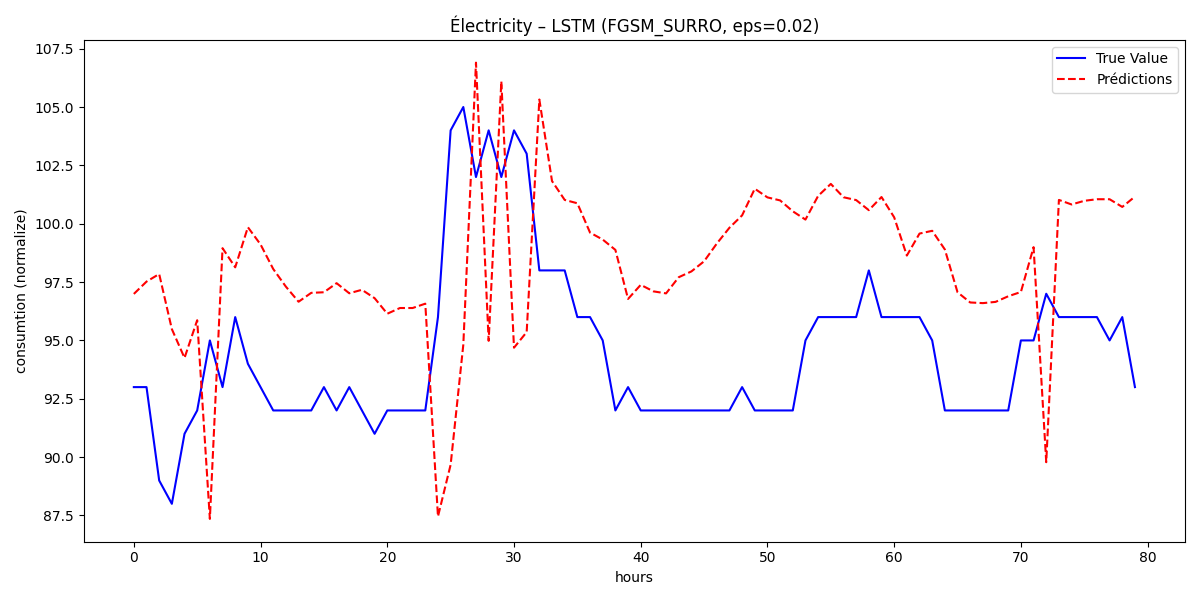 Électricity – LSTM (FGSM_SURRO, eps=0.02)
True Value
Prédictions
consumtion (normalize)
107.5
105.0
102.5
100.0
97.5
95.0
92.5
90.0
87.5
0 10 20 30 40 50 60 70 80
hours